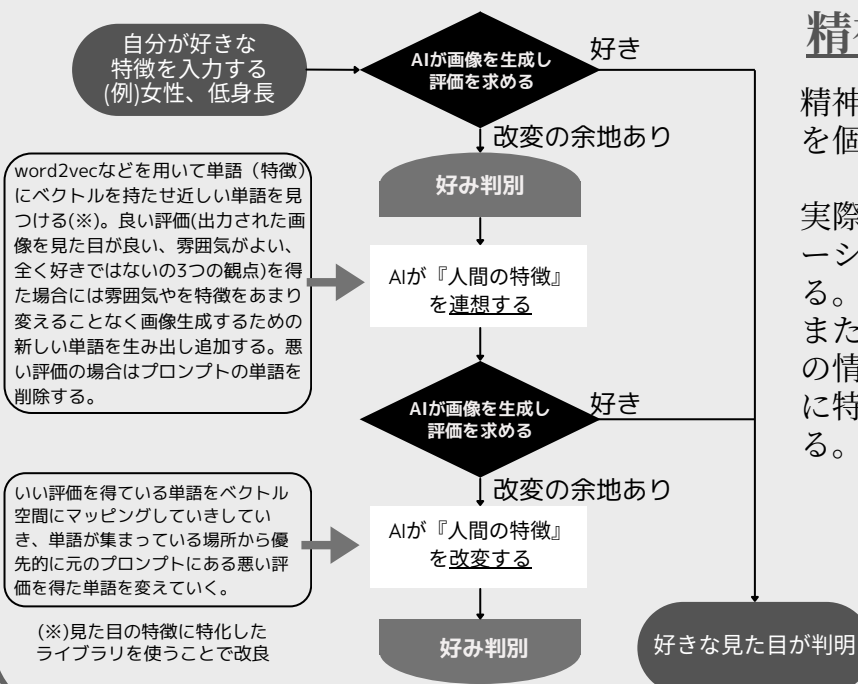 自分が好きな
特徴を入力する
(例)女性、低身長
AIが画像を生成し
評価を求める
好き
改変の余地あり
好み判別
word2vecなどを用いて単語（特徴）
にベクトルを持たせ近しい単語を見
つける(※)。良い評価(出力された画
像を見た目が良い、雰囲気がよい、
全く好きではないの3つの観点)を得
た場合には雰囲気やを特徴をあまり
変えることなく画像生成するための
新しい単語を生み出し追加する。悪
い評価の場合はプロンプトの単語を
削除する。
AIが『人間の特徴』
を連想する
AIが画像を生成し
評価を求める
好き
改変の余地あり
いい評価を得ている単語をベクトル
空間にマッピングしていきしてい
き、単語が集まっている場所から優
先的に元のプロンプトにある悪い評
価を得た単語を変えていく。
AIが『人間の特徴』
を改変する
(※)見た目の特徴に特化した
ライブラリを使うことで改良
好み判別
好きな見た目が判明
精
精神
を個
実際
ーシ
る。
また
の情
に特
る。